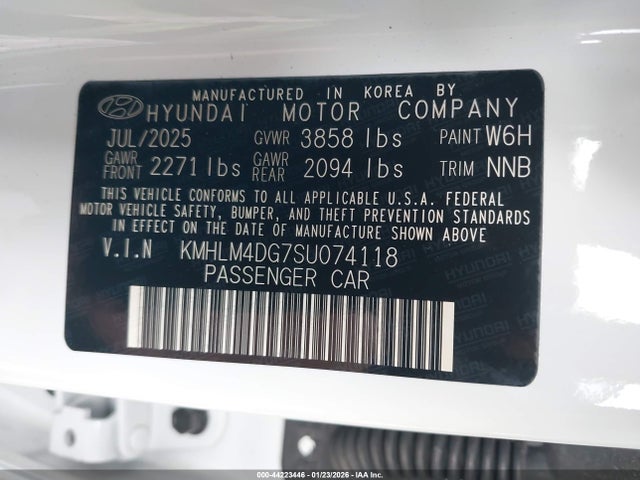 MANUFACTURED IN KOREA BY
HYUNDAI MOTOR COMPANY
JUL/2025 GVWR 3858 lbs PAINT W6H
GAWR FRONT 2271 lbs GAWR REAR 2094 lbs TRIM NNB
THIS VEHICLE CONFORMS TO ALL APPLICABLE U.S.A. FEDERAL
MOTOR VEHICLE SAFETY, BUMPER, AND THEFT PREVENTION STANDARDS
IN EFFECT ON THE DATE OF MANUFACTURE SHOWN ABOVE.
V.I.N KMHLM4DG7SU074118
PASSENGER CAR
000-44223446 - 01/23/2026 - IAA Inc.